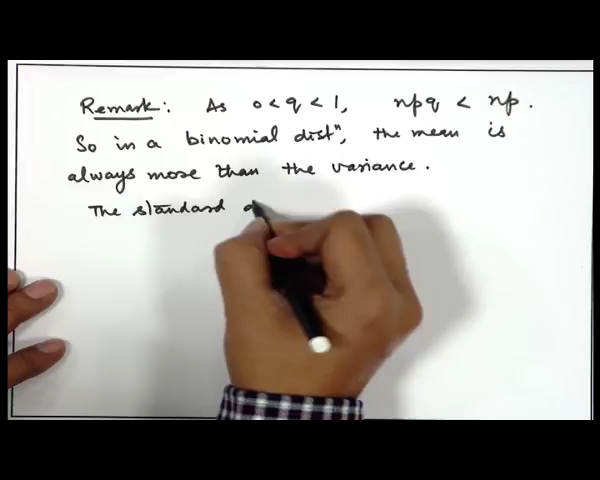 Remark: As 0 < q < 1, npq < np.
So in a binomial distⁿ, the mean is
always more than the variance.
The standard d